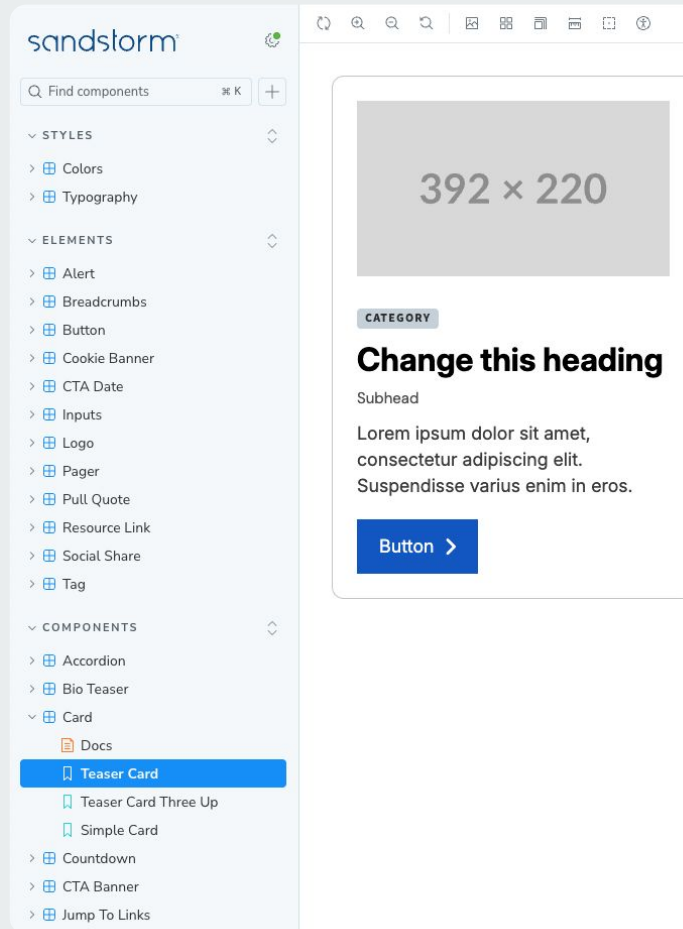 sandstorm
Find components
⌘ K
STYLES
Colors
Typography
ELEMENTS
Alert
Breadcrumbs
Button
Cookie Banner
CTA Date
Inputs
Logo
Pager
Pull Quote
Resource Link
Social Share
Tag
COMPONENTS
Accordion
Bio Teaser
Card
Docs
Teaser Card
Teaser Card Three Up
Simple Card
Countdown
CTA Banner
Jump To Links
392 × 220
CATEGORY
Change this heading
Subhead
Lorem ipsum dolor sit amet,
consectetur adipiscing elit.
Suspendisse varius enim in eros.
Button